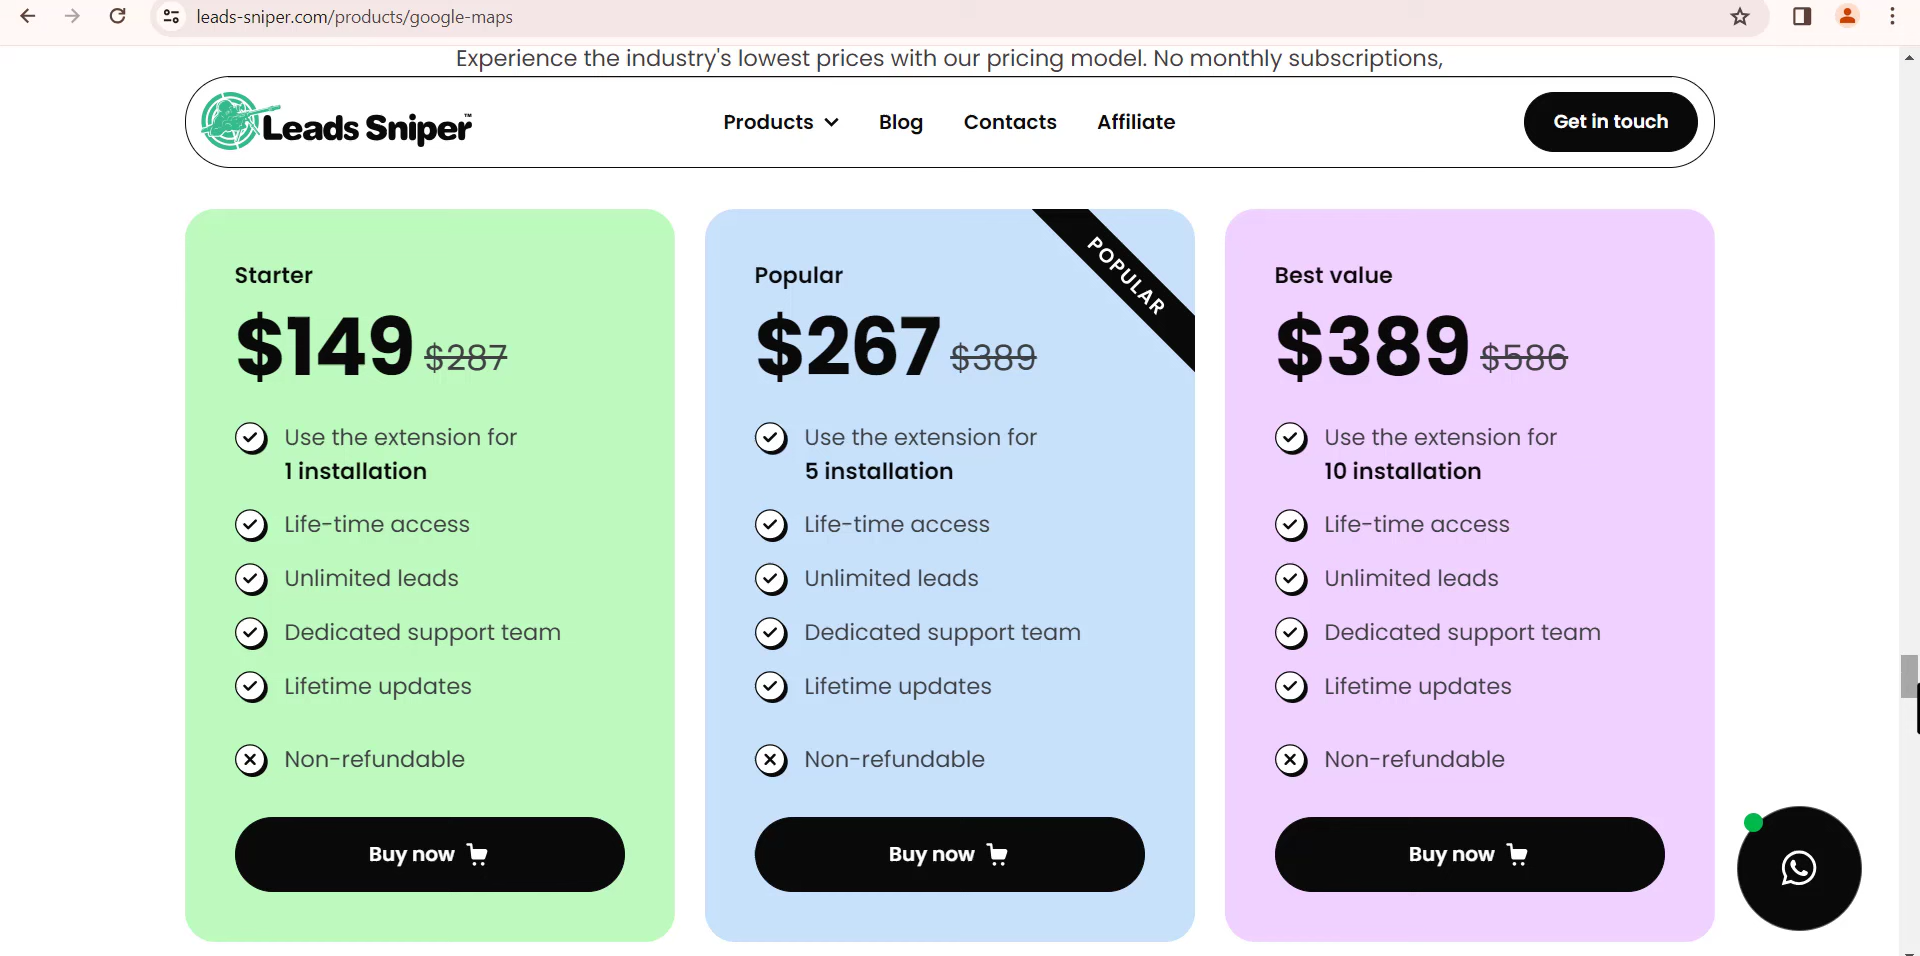 leads-sniper.com/products/google-maps
Experience the industry's lowest prices with our pricing model. No monthly subscriptions,
Leads Sniper™
Products
Blog
Contacts
Affiliate
Get in touch
Starter
$149 $287
Use the extension for
1 installation
Life-time access
Unlimited leads
Dedicated support team
Lifetime updates
Non-refundable
Buy now
POPULAR
Popular
$267 $389
Use the extension for
5 installation
Life-time access
Unlimited leads
Dedicated support team
Lifetime updates
Non-refundable
Buy now
Best value
$389 $586
Use the extension for
10 installation
Life-time access
Unlimited leads
Dedicated support team
Lifetime updates
Non-refundable
Buy now